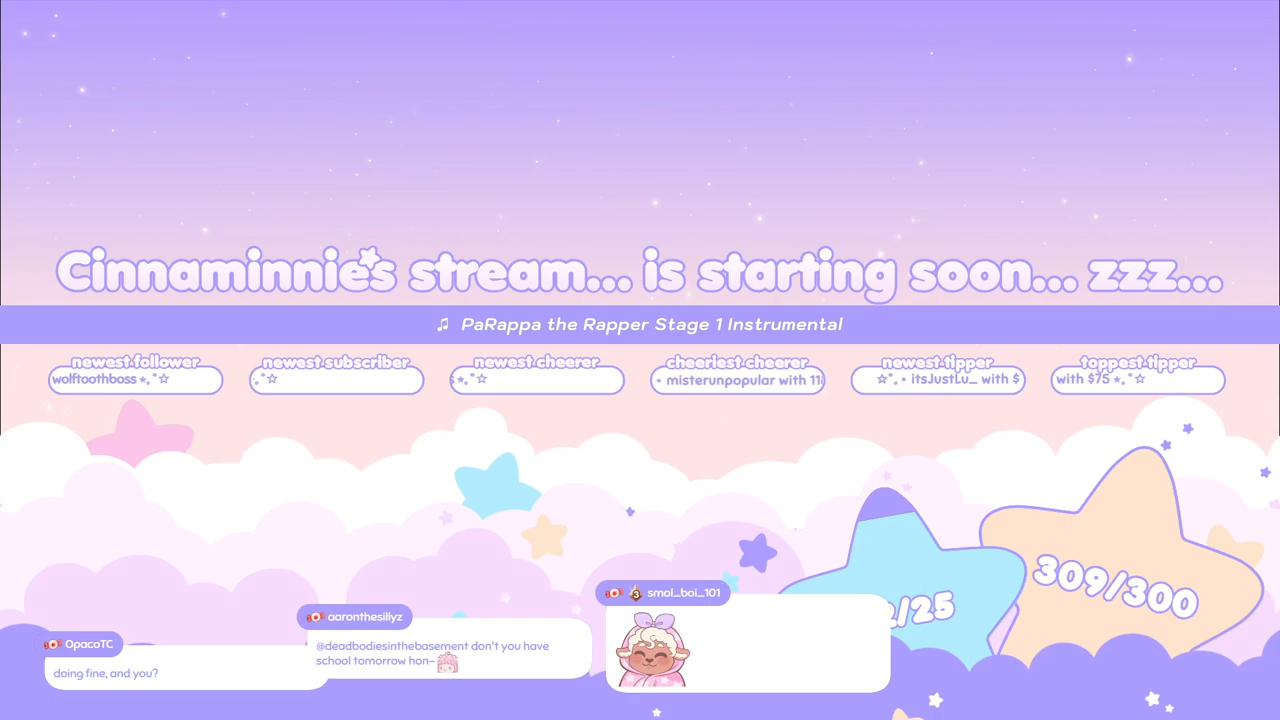 Cinnaminnie's stream... is starting soon... zzz...
♫ PaRappa the Rapper Stage 1 Instrumental
newest follower
wolftoothboss ⋆｡˚☆
newest subscriber
｡˚☆
newest cheerer
s ⋆｡˚☆
cheeriest cheerer
• misterunpopular with 11
newest tipper
☆˚｡ • itsJustLu_ with $
toppest tipper
with $75 ⋆｡˚☆
309/300
/25
smol_boi_101
aaronthesillyz
@deadbodiesinthebasement don't you have
school tomorrow hon~
OpacoTC
doing fine, and you?